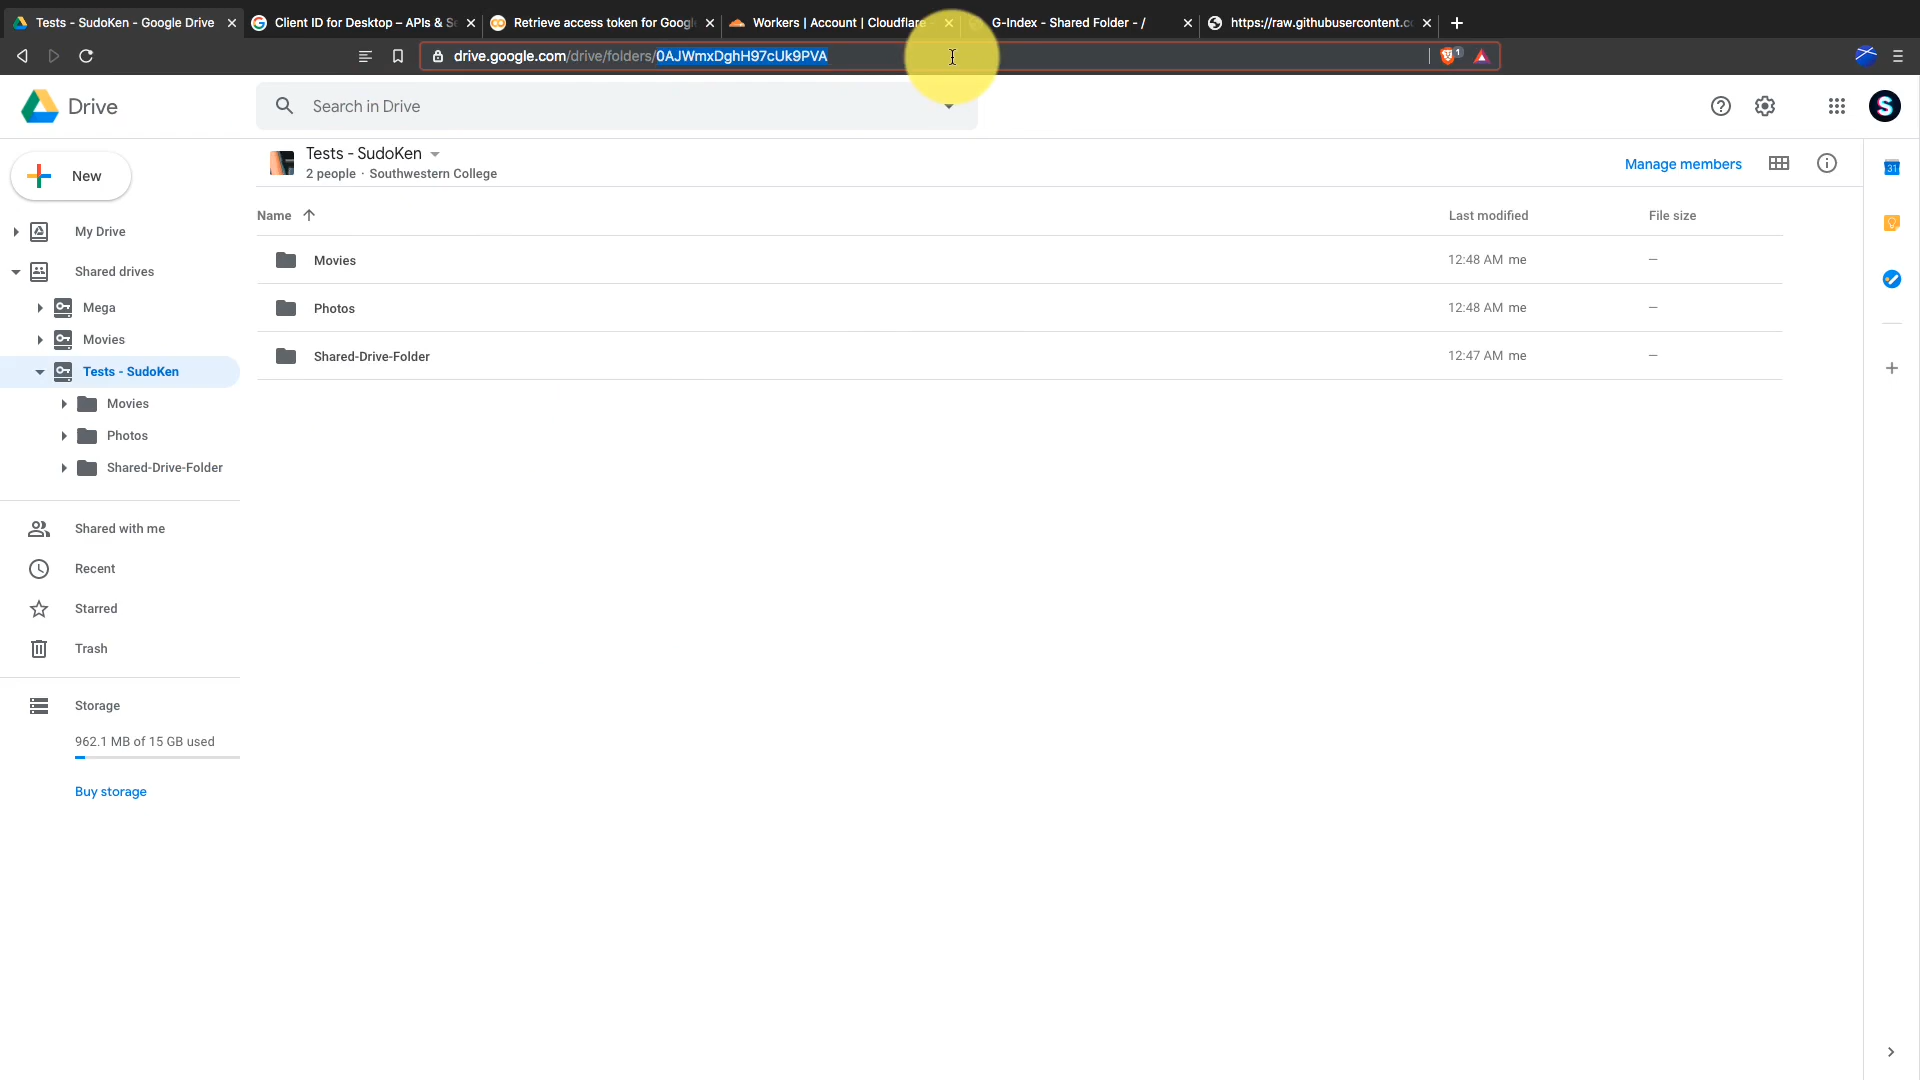 Tests - SudoKen - Google Drive
Client ID for Desktop – APIs & Se
Retrieve access token for Googl
Workers | Account | Cloudflare
G-Index - Shared Folder - /
https://raw.githubusercontent.c
drive.google.com/drive/folders/0AJWmxDghH97cUk9PVA
1
Drive
Search in Drive
S
New
Tests - SudoKen
2 people · Southwestern College
Manage members
31
My Drive
Shared drives
Mega
Movies
Tests - SudoKen
Movies
Photos
Shared-Drive-Folder
Shared with me
Recent
Starred
Trash
Storage
962.1 MB of 15 GB used
Buy storage
Name
Last modified
File size
Movies
12:48 AM me
—
Photos
12:48 AM me
—
Shared-Drive-Folder
12:47 AM me
—